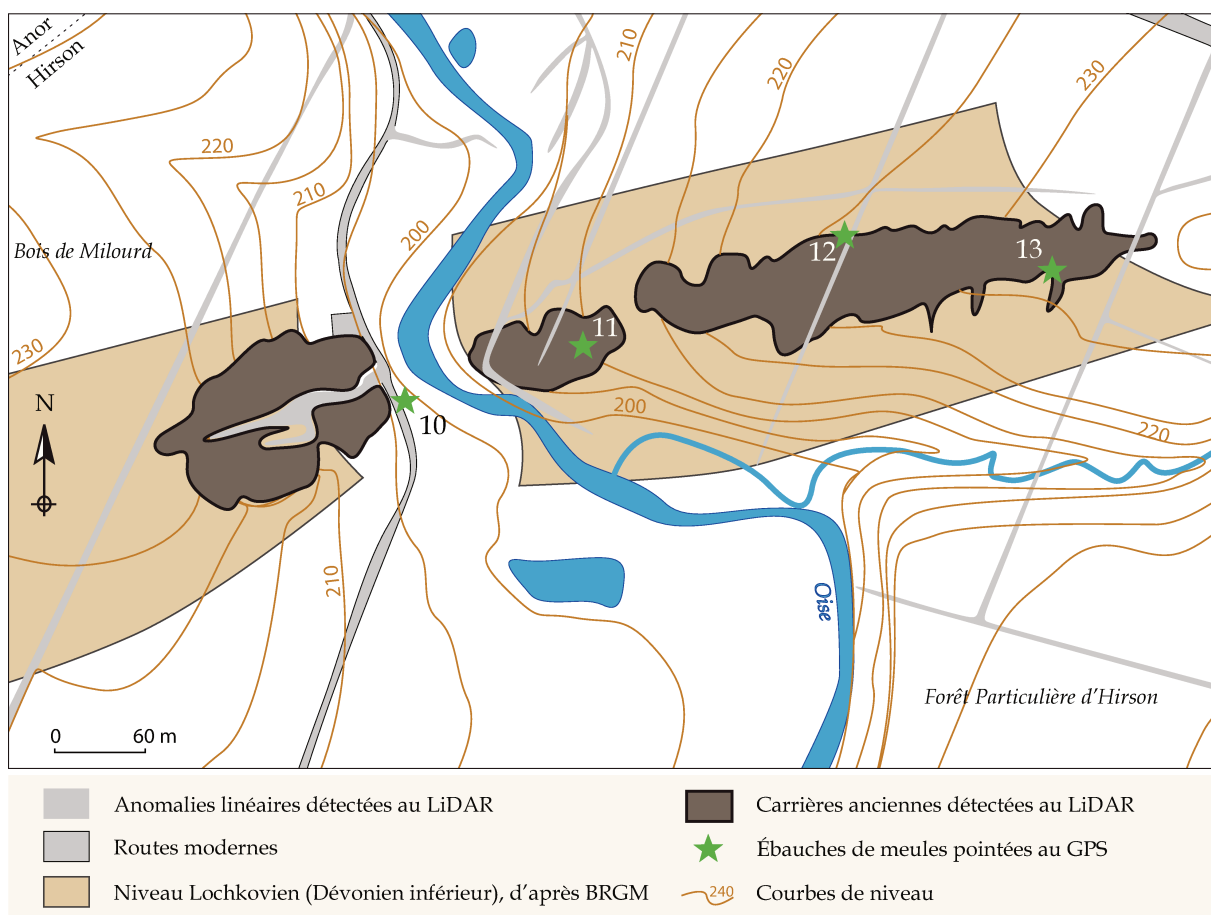 Anor
Hirson
210
220
230
220
210
200
Bois de Milourd
12
13
230
11
N
10
200
220
210
Oise
Forêt Particulière d'Hirson
0 60 m
Anomalies linéaires détectées au LiDAR
Routes modernes
Niveau Lochkovien (Dévonien inférieur), d'après BRGM
Carrières anciennes détectées au LiDAR
Ébauches de meules pointées au GPS
240 Courbes de niveau